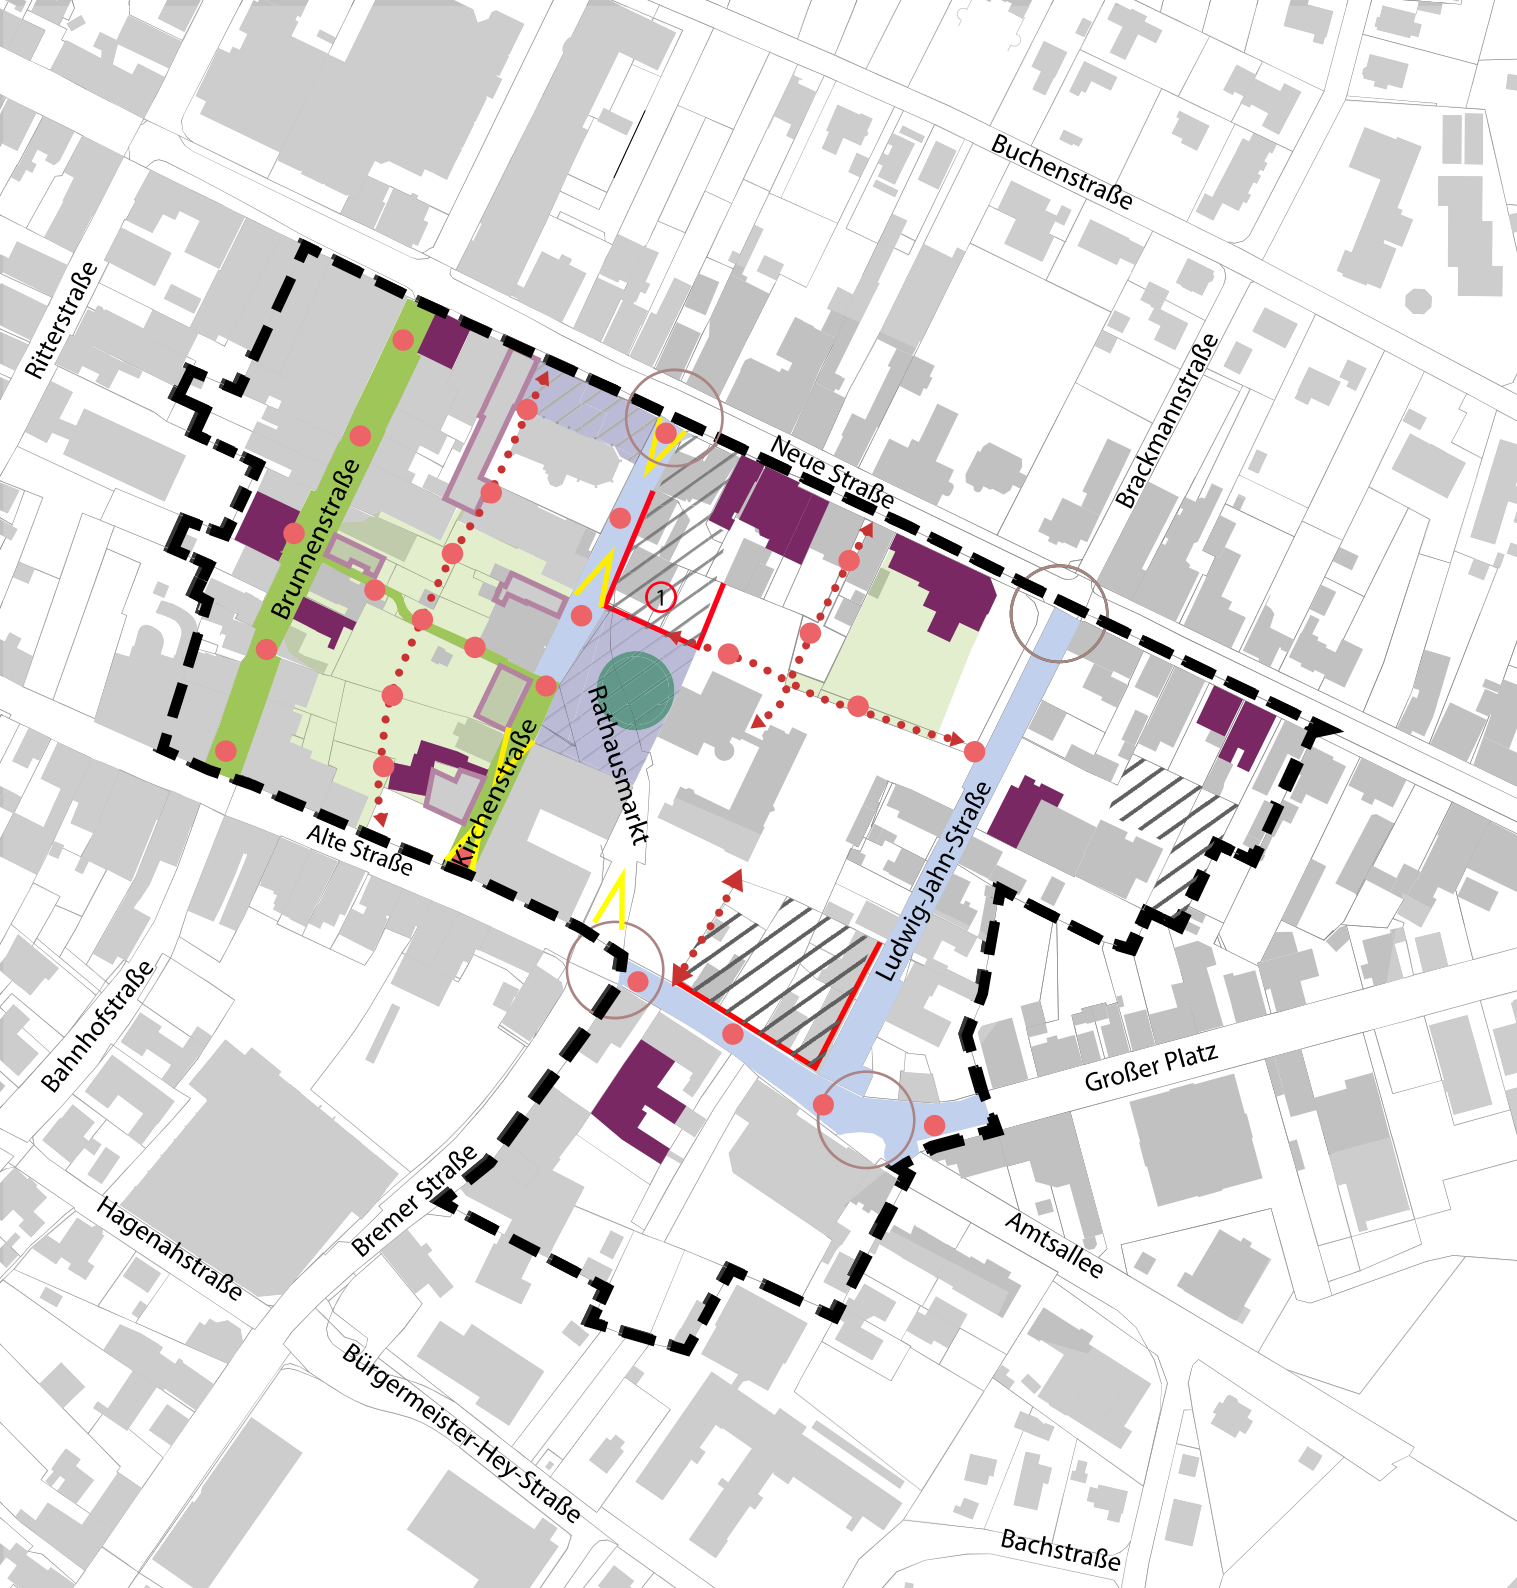 Buchenstraße
Ritterstraße
Brackmannstraße
Neue Straße
Brunnenstraße
1
Rathausmarkt
Kirchenstraße
Ludwig-Jahn-Straße
Alte Straße
Bahnhofstraße
Großer Platz
Bremer Straße
Hagenahstraße
Amtsallee
Bürgermeister-Hey-Straße
Bachstraße